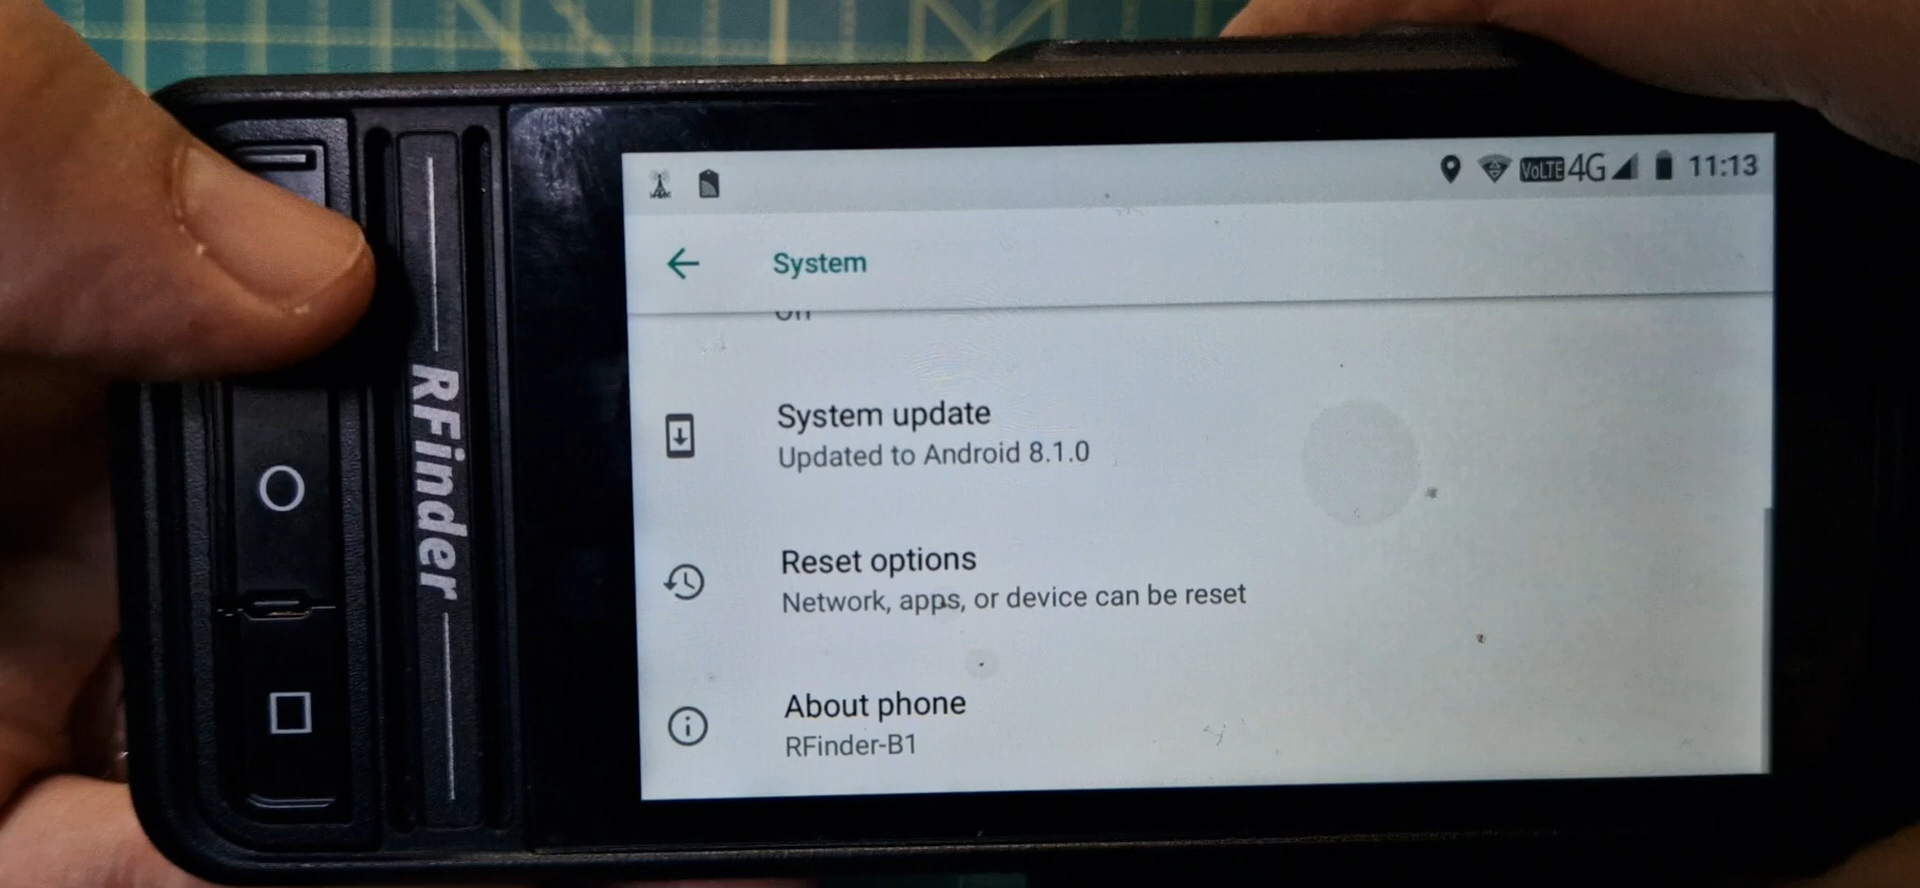 VoLTE 4G 11:13
System
System update
Updated to Android 8.1.0
Reset options
Network, apps, or device can be reset
About phone
RFinder-B1
RFinder